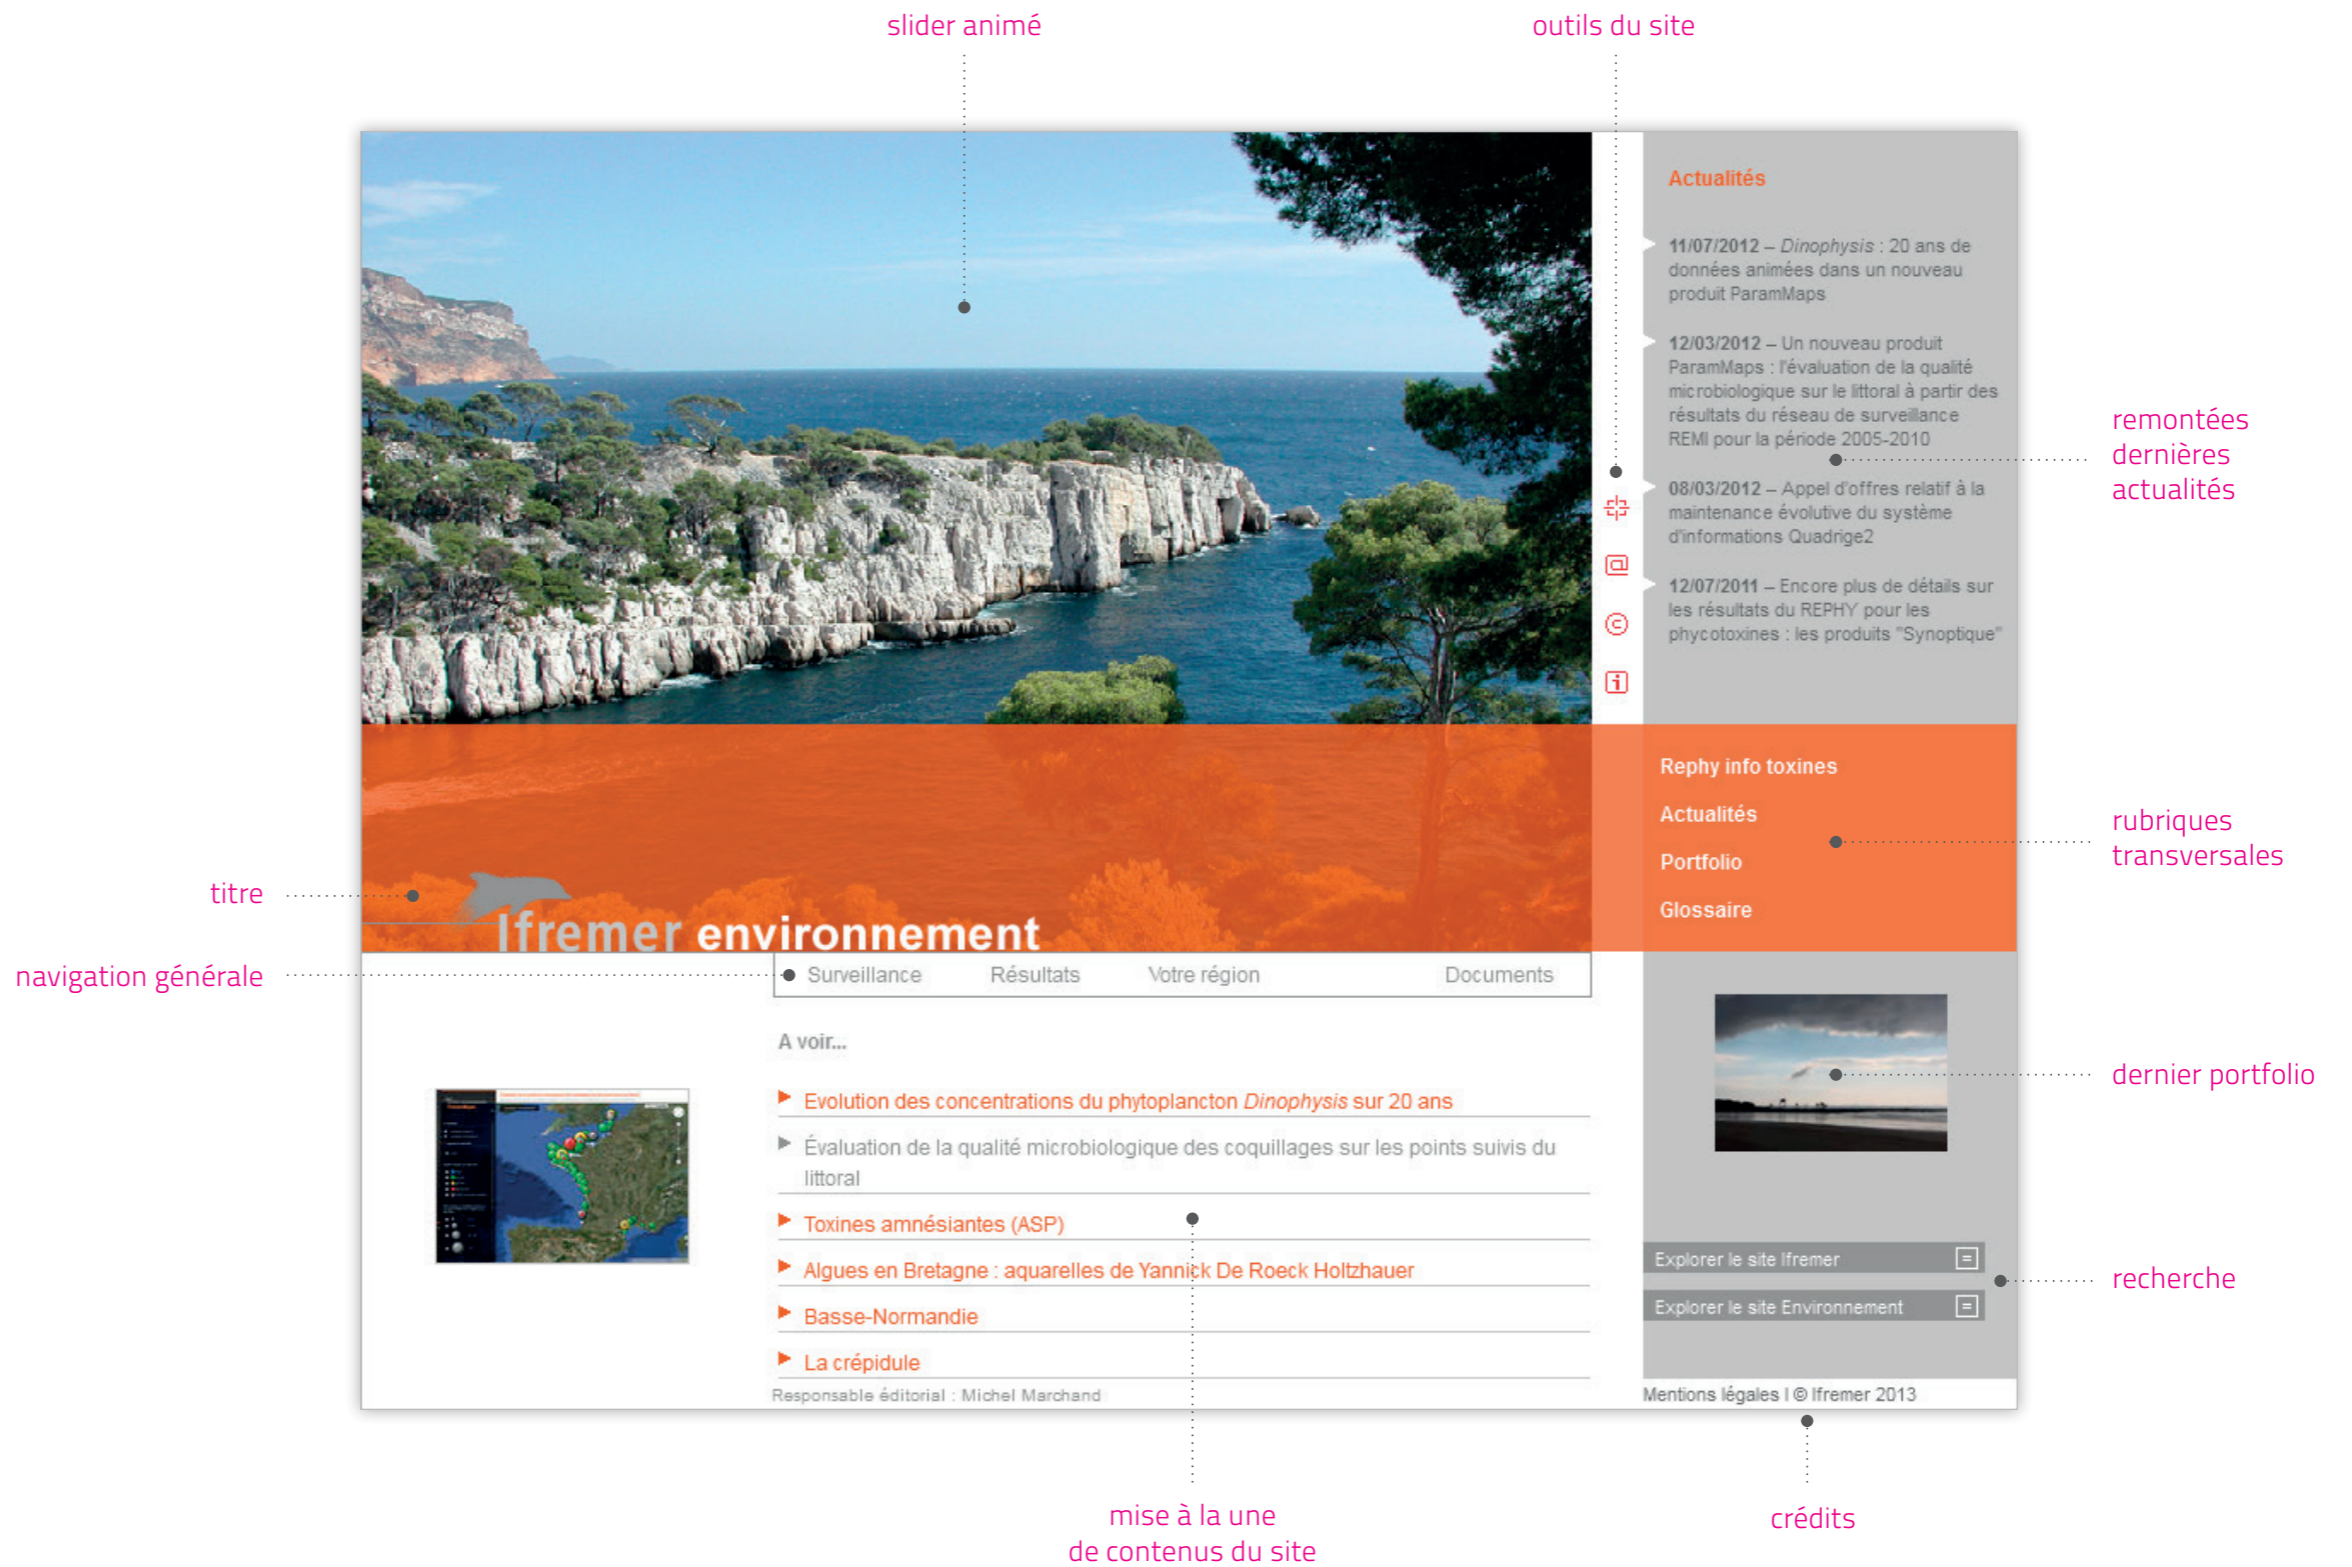 slider animé
outils du site
Actualités
11/07/2012 – Dinophysis : 20 ans de
données animées dans un nouveau
produit ParamMaps
12/03/2012 – Un nouveau produit
ParamMaps : l'évaluation de la qualité
microbiologique sur le littoral à partir des
résultats du réseau de surveillance
REMI pour la période 2005-2010
08/03/2012 – Appel d'offres relatif à la
maintenance évolutive du système
d'informations Quadrige2
12/07/2011 – Encore plus de détails sur
les résultats du REPHY pour les
phycotoxines : les produits "Synoptique"
remontées
dernières
actualités
Rephy info toxines
Actualités
Portfolio
Glossaire
rubriques
transversales
titre
Ifremer environnement
navigation générale
Surveillance Résultats Votre région Documents
A voir...
Evolution des concentrations du phytoplancton Dinophysis sur 20 ans
Évaluation de la qualité microbiologique des coquillages sur les points suivis du
littoral
Toxines amnésiantes (ASP)
Algues en Bretagne : aquarelles de Yannick De Roeck Holtzhauer
Basse-Normandie
La crépidule
Responsable éditorial : Michel Marchand
dernier portfolio
Explorer le site Ifremer
Explorer le site Environnement
recherche
Mentions légales I © Ifremer 2013
mise à la une
de contenus du site
crédits